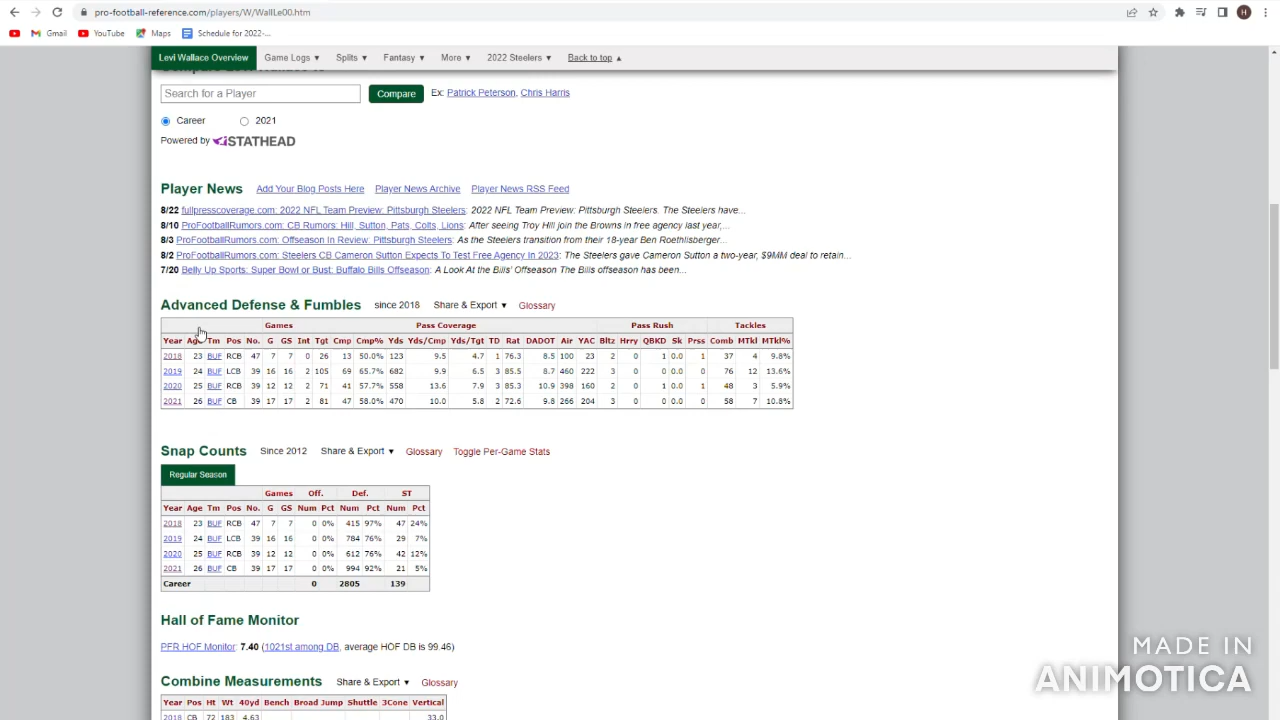 pro-football-reference.com/players/W/WallLe00.htm
H
Gmail YouTube Maps Schedule for 2022-...
Levi Wallace Overview Game Logs ▼ Splits ▼ Fantasy ▼ More ▼ 2022 Steelers ▼ Back to top ▲
Search for a Player Compare Ex: Patrick Peterson, Chris Harris
Career 2021
Powered by STATHEAD
Player News Add Your Blog Posts Here Player News Archive Player News RSS Feed
8/22 fullpresscoverage.com: 2022 NFL Team Preview: Pittsburgh Steelers: 2022 NFL Team Preview: Pittsburgh Steelers. The Steelers have...
8/10 ProFootballRumors.com: CB Rumors: Hill, Sutton, Pats, Colts, Lions: After seeing Troy Hill join the Browns in free agency last year,...
8/3 ProFootballRumors.com: Offseason In Review: Pittsburgh Steelers: As the Steelers transition from their 18-year Ben Roethlisberger...
8/2 ProFootballRumors.com: Steelers CB Cameron Sutton Expects To Test Free Agency In 2023: The Steelers gave Cameron Sutton a two-year, $9MM deal to retain...
7/20 Belly Up Sports: Super Bowl or Bust: Buffalo Bills Offseason: A Look At the Bills' Offseason The Bills offseason has been...
Advanced Defense & Fumbles since 2018 Share & Export ▼ Glossary
Games Pass Coverage Pass Rush Tackles
Year Age Tm Pos No. G GS Int Tgt Cmp Cmp% Yds Yds/Cmp Yds/Tgt TD Rat DADOT Air YAC Bltz Hrry QBKD Sk Prss Comb MTkl MTkl%
2018 23 BUF RCB 47 7 7 0 26 13 50.0% 123 9.5 4.7 1 76.3 8.5 100 23 2 0 1 0.0 1 37 4 9.8%
2019 24 BUF LCB 39 16 16 2 105 69 65.7% 682 9.9 6.5 3 85.5 8.7 460 222 3 0 0 0.0 0 76 12 13.6%
2020 25 BUF RCB 39 12 12 2 71 41 57.7% 558 13.6 7.9 3 85.3 10.9 398 160 2 0 1 0.0 1 48 3 5.9%
2021 26 BUF CB 39 17 17 2 81 47 58.0% 470 10.0 5.8 2 72.6 9.8 266 204 3 0 0 0.0 0 58 7 10.8%
Snap Counts Since 2012 Share & Export ▼ Glossary Toggle Per-Game Stats
Regular Season
Games Off. Def. ST
Year Age Tm Pos No. G GS Num Pct Num Pct Num Pct
2018 23 BUF RCB 47 7 7 0 0% 415 97% 47 24%
2019 24 BUF LCB 39 16 16 0 0% 784 76% 29 7%
2020 25 BUF RCB 39 12 12 0 0% 612 76% 42 12%
2021 26 BUF CB 39 17 17 0 0% 994 92% 21 5%
Career 0 2805 139
Hall of Fame Monitor
PFR HOF Monitor: 7.40 (1021st among DB, average HOF DB is 99.46)
Combine Measurements Share & Export ▼ Glossary
Year Pos Ht Wt 40yd Bench Broad Jump Shuttle 3Cone Vertical
2018 CB 72 183 4.63 33.0
MADE IN
ANIMOTICA